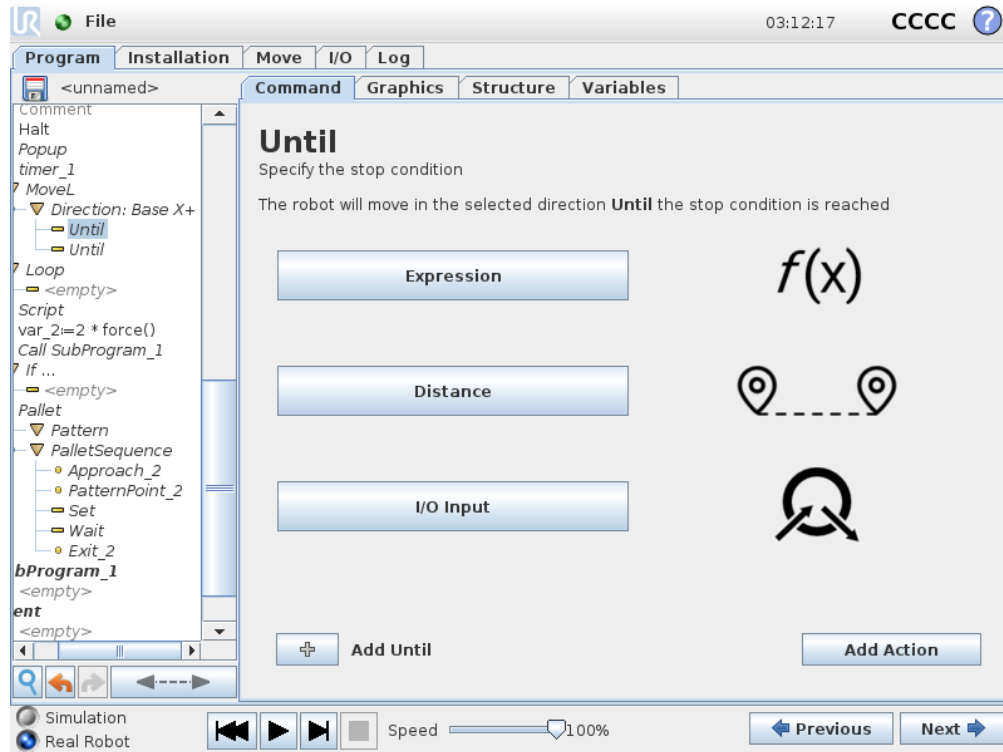 UR File 03:12:17 CCCC ?
Program Installation Move I/O Log
<unnamed>
Command Graphics Structure Variables
Comment
Halt
Popup
timer_1
MoveL
Direction: Base X+
Until
Until
Loop
<empty>
Script
var_2:=2 * force()
Call SubProgram_1
If ...
<empty>
Pallet
Pattern
PalletSequence
Approach_2
PatternPoint_2
Set
Wait
Exit_2
bProgram_1
<empty>
ent
<empty>
Until
Specify the stop condition
The robot will move in the selected direction Until the stop condition is reached
Expression f(x)
Distance
I/O Input
Add Until Add Action
Simulation
Real Robot
Speed 100%
Previous Next